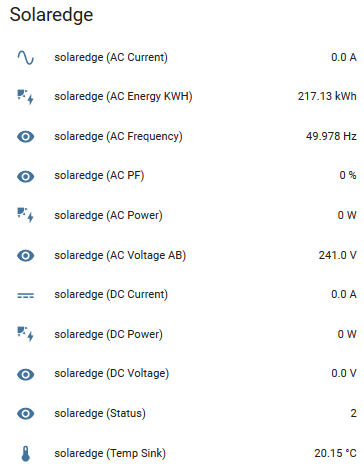 Solaredge
solaredge (AC Current) 0.0 A
solaredge (AC Energy KWH) 217.13 kWh
solaredge (AC Frequency) 49.978 Hz
solaredge (AC PF) 0 %
solaredge (AC Power) 0 W
solaredge (AC Voltage AB) 241.0 V
solaredge (DC Current) 0.0 A
solaredge (DC Power) 0 W
solaredge (DC Voltage) 0.0 V
solaredge (Status) 2
solaredge (Temp Sink) 20.15 °C